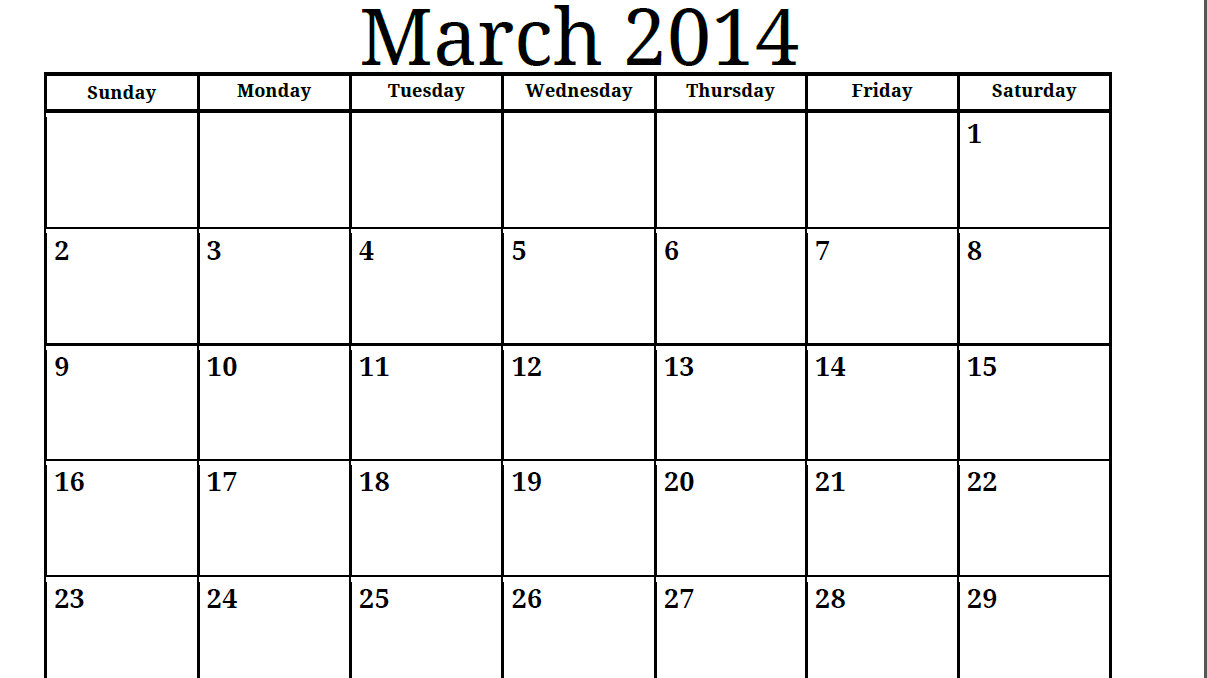 March 2014
Sunday Monday Tuesday Wednesday Thursday Friday Saturday
1
2 3 4 5 6 7 8
9 10 11 12 13 14 15
16 17 18 19 20 21 22
23 24 25 26 27 28 29